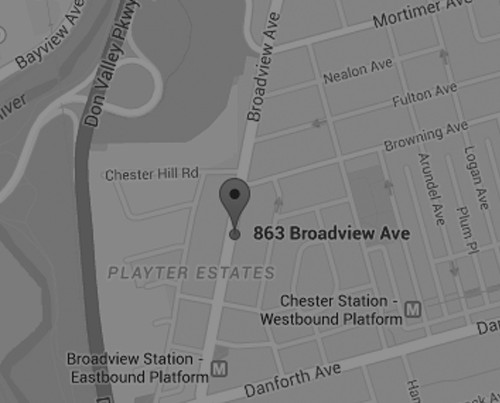 Bayview Ave
Don Valley Pkwy
Broadview Ave
Mortimer Ave
Nealon Ave
Fulton Ave
Browning Ave
Chester Hill Rd
Arundel Ave
Logan Ave
Plum Pl
863 Broadview Ave
PLAYTER ESTATES
Chester Station -
Westbound Platform
M
Broadview Station -
Eastbound Platform
M
Danforth Ave